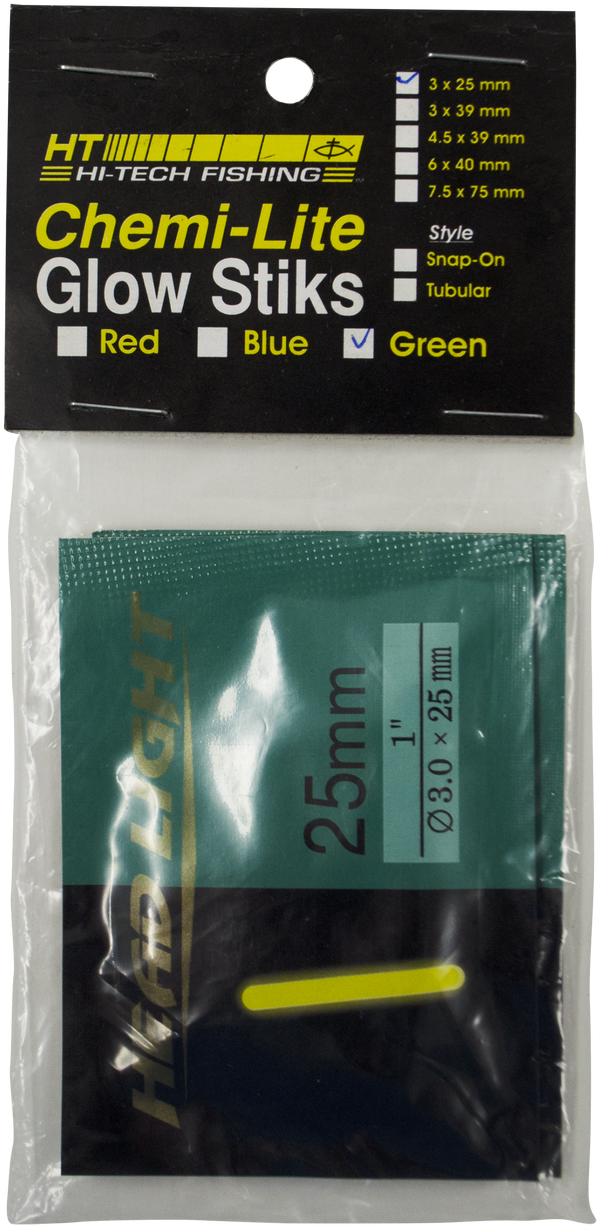 HT
HI-TECH FISHING
Chemi-Lite
Glow Stiks
Red
Blue
Green
3 x 25 mm
3 x 39 mm
4.5 x 39 mm
6 x 40 mm
7.5 x 75 mm
Style
Snap-On
Tubular
HEAD LIGHT
25mm
1"
Ø 3.0 × 25 mm